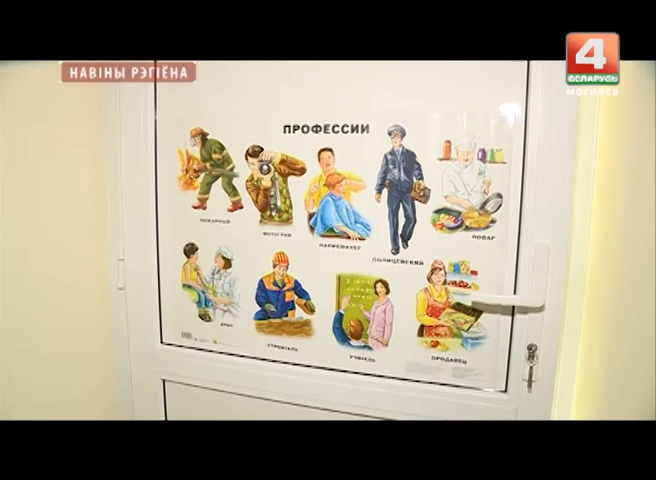 НАВІНЫ РЭГІЁНА
4
БЕЛАРУСЬ
МОГИЛЕВ
ПРОФЕССИИ
ПОЖАРНЫЙ
ФОТОГРАФ
ПАРИКМАХЕР
ПОЛИЦЕЙСКИЙ
ПОВАР
ВРАЧ
СТРОИТЕЛЬ
УЧИТЕЛЬ
ПРОДАВЕЦ